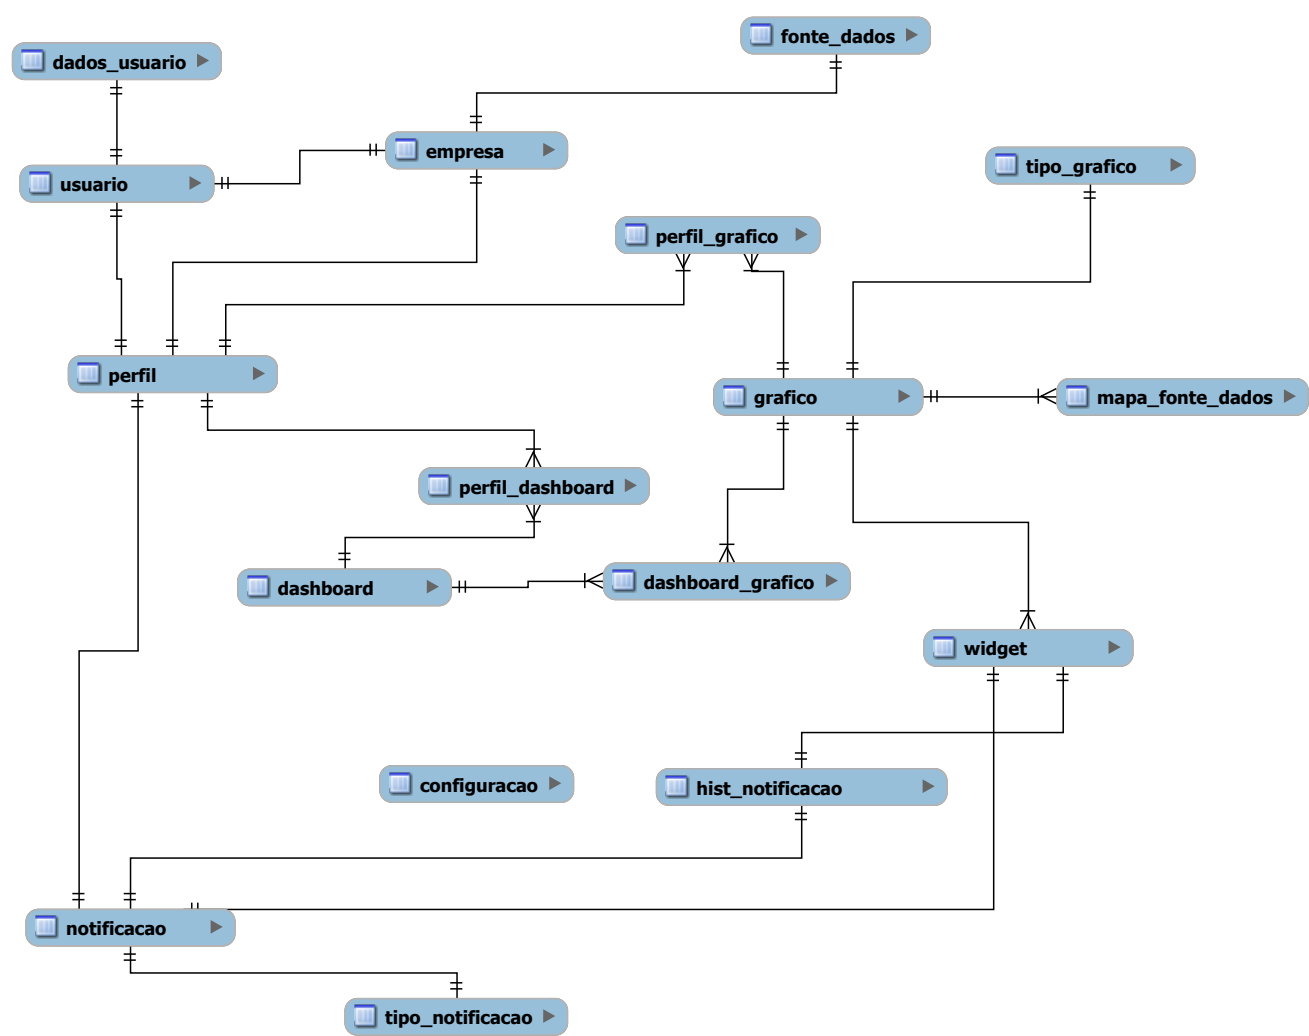 fonte_dados
dados_usuario
empresa
tipo_grafico
usuario
perfil_grafico
perfil
grafico
mapa_fonte_dados
perfil_dashboard
dashboard
dashboard_grafico
widget
configuracao
hist_notificacao
notificacao
tipo_notificacao